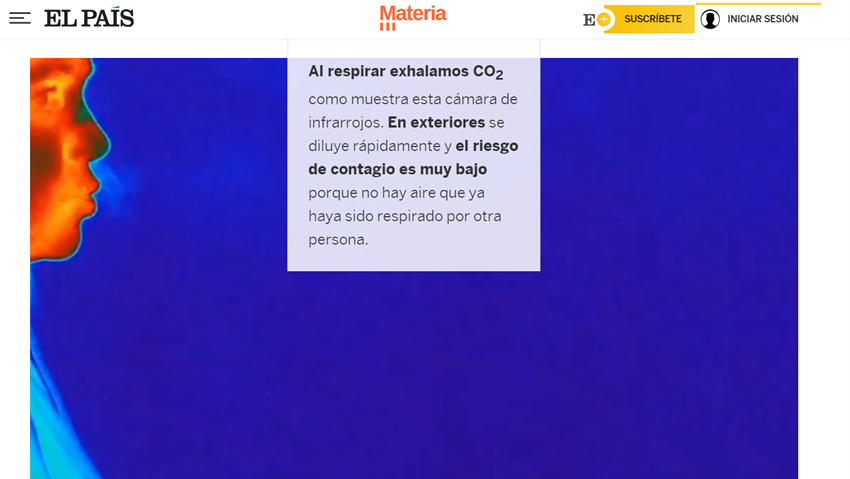 EL PAÍS
Materia
E+
SUSCRÍBETE
INICIAR SESIÓN
Al respirar exhalamos CO2
como muestra esta cámara de
infrarrojos. En exteriores se
diluye rápidamente y el riesgo
de contagio es muy bajo
porque no hay aire que ya
haya sido respirado por otra
persona.